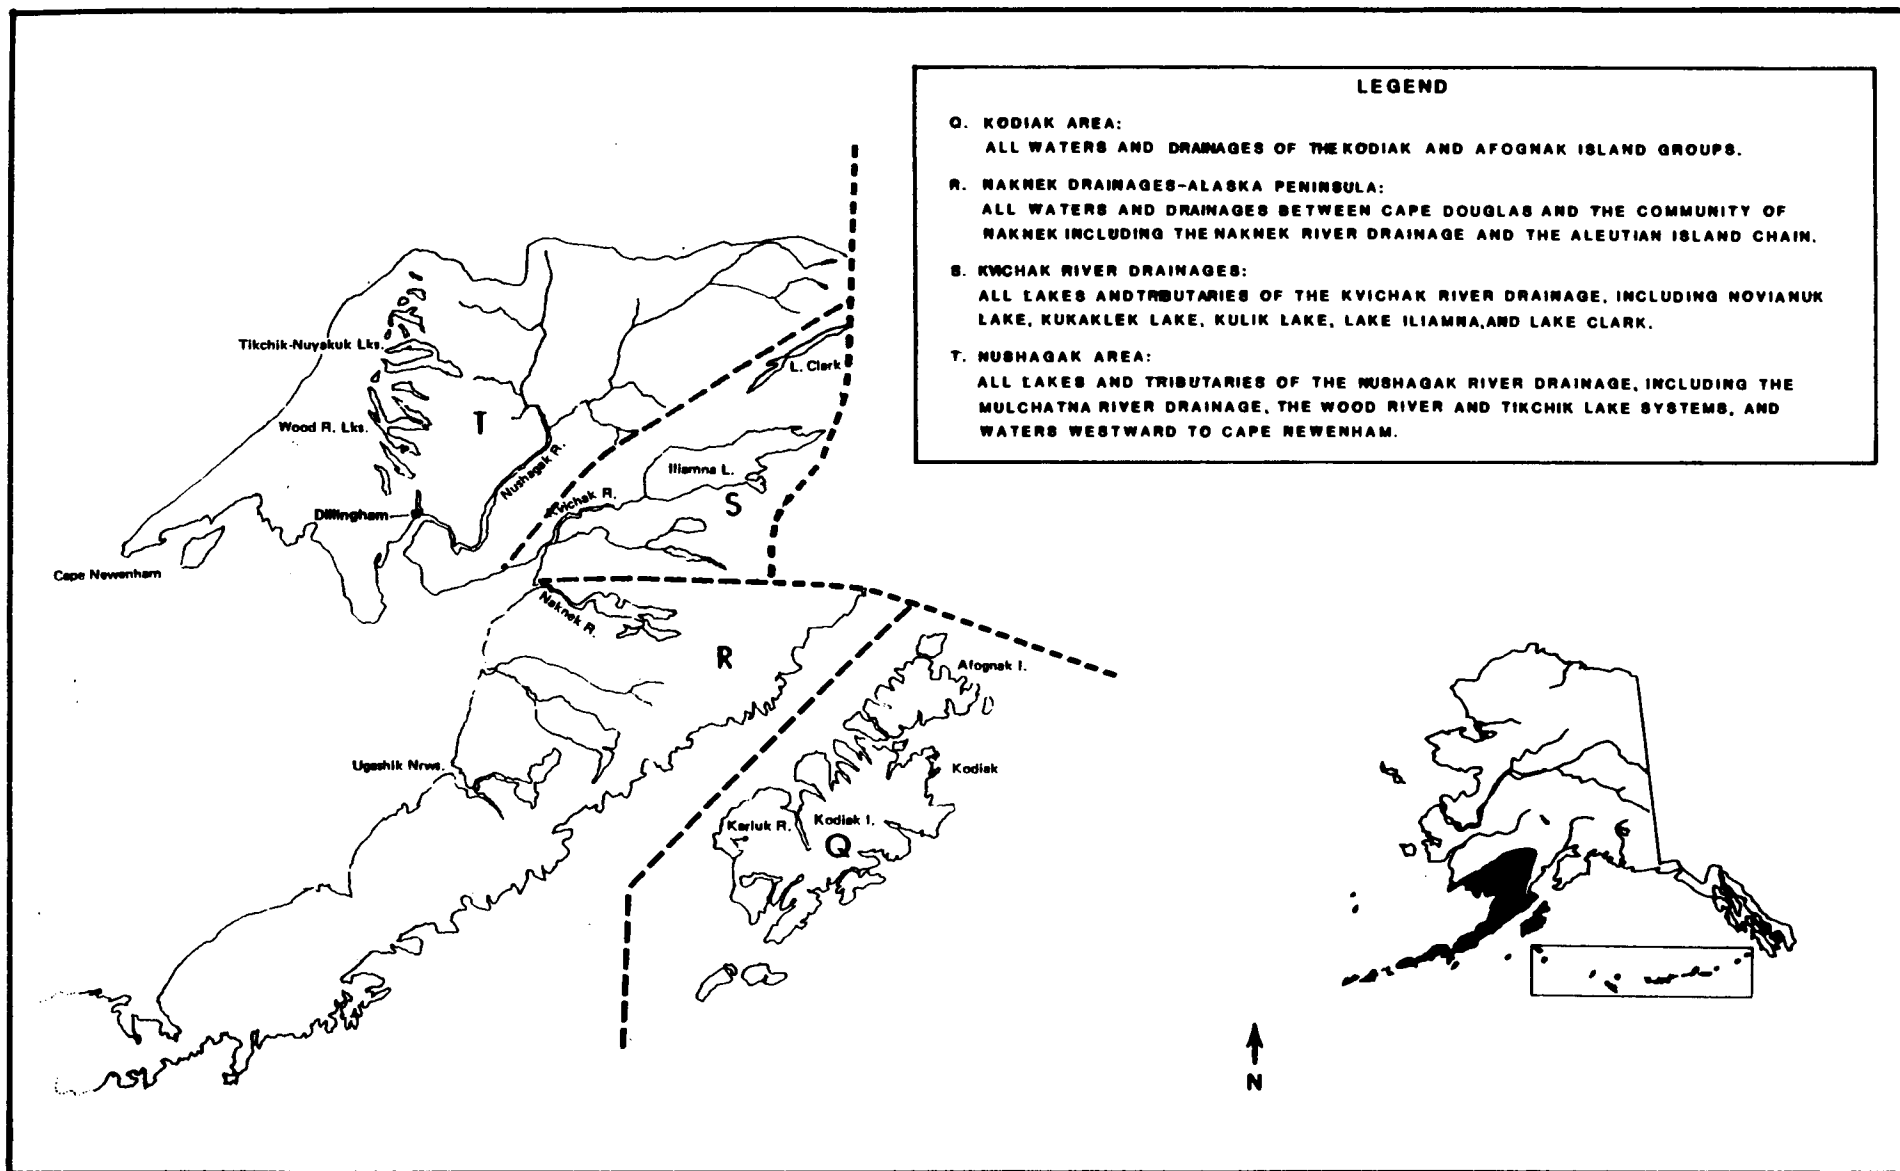 LEGEND
Q. KODIAK AREA:
ALL WATERS AND DRAINAGES OF THE KODIAK AND AFOGNAK ISLAND GROUPS.
R. NAKNEK DRAINAGES-ALASKA PENINSULA:
ALL WATERS AND DRAINAGES BETWEEN CAPE DOUGLAS AND THE COMMUNITY OF
NAKNEK INCLUDING THE NAKNEK RIVER DRAINAGE AND THE ALEUTIAN ISLAND CHAIN.
S. KVICHAK RIVER DRAINAGES:
ALL LAKES AND TRIBUTARIES OF THE KVICHAK RIVER DRAINAGE, INCLUDING NOVIANUK
LAKE, KUKAKLEK LAKE, KULIK LAKE, LAKE ILIAMNA, AND LAKE CLARK.
T. NUSHAGAK AREA:
ALL LAKES AND TRIBUTARIES OF THE NUSHAGAK RIVER DRAINAGE, INCLUDING THE
MULCHATNA RIVER DRAINAGE, THE WOOD RIVER AND TIKCHIK LAKE SYSTEMS, AND
WATERS WESTWARD TO CAPE NEWENHAM.
Tikchik-Nuyakuk Lks.
L. Clark
Wood R. Lks.
T
Nushagak R.
Iliamna L.
Kvichak R.
S
Dillingham
Cape Newenham
Naknek R.
R
Afognak I.
Ugashik Nrws.
Kodiak
Karluk R.
Kodiak I.
Q
N